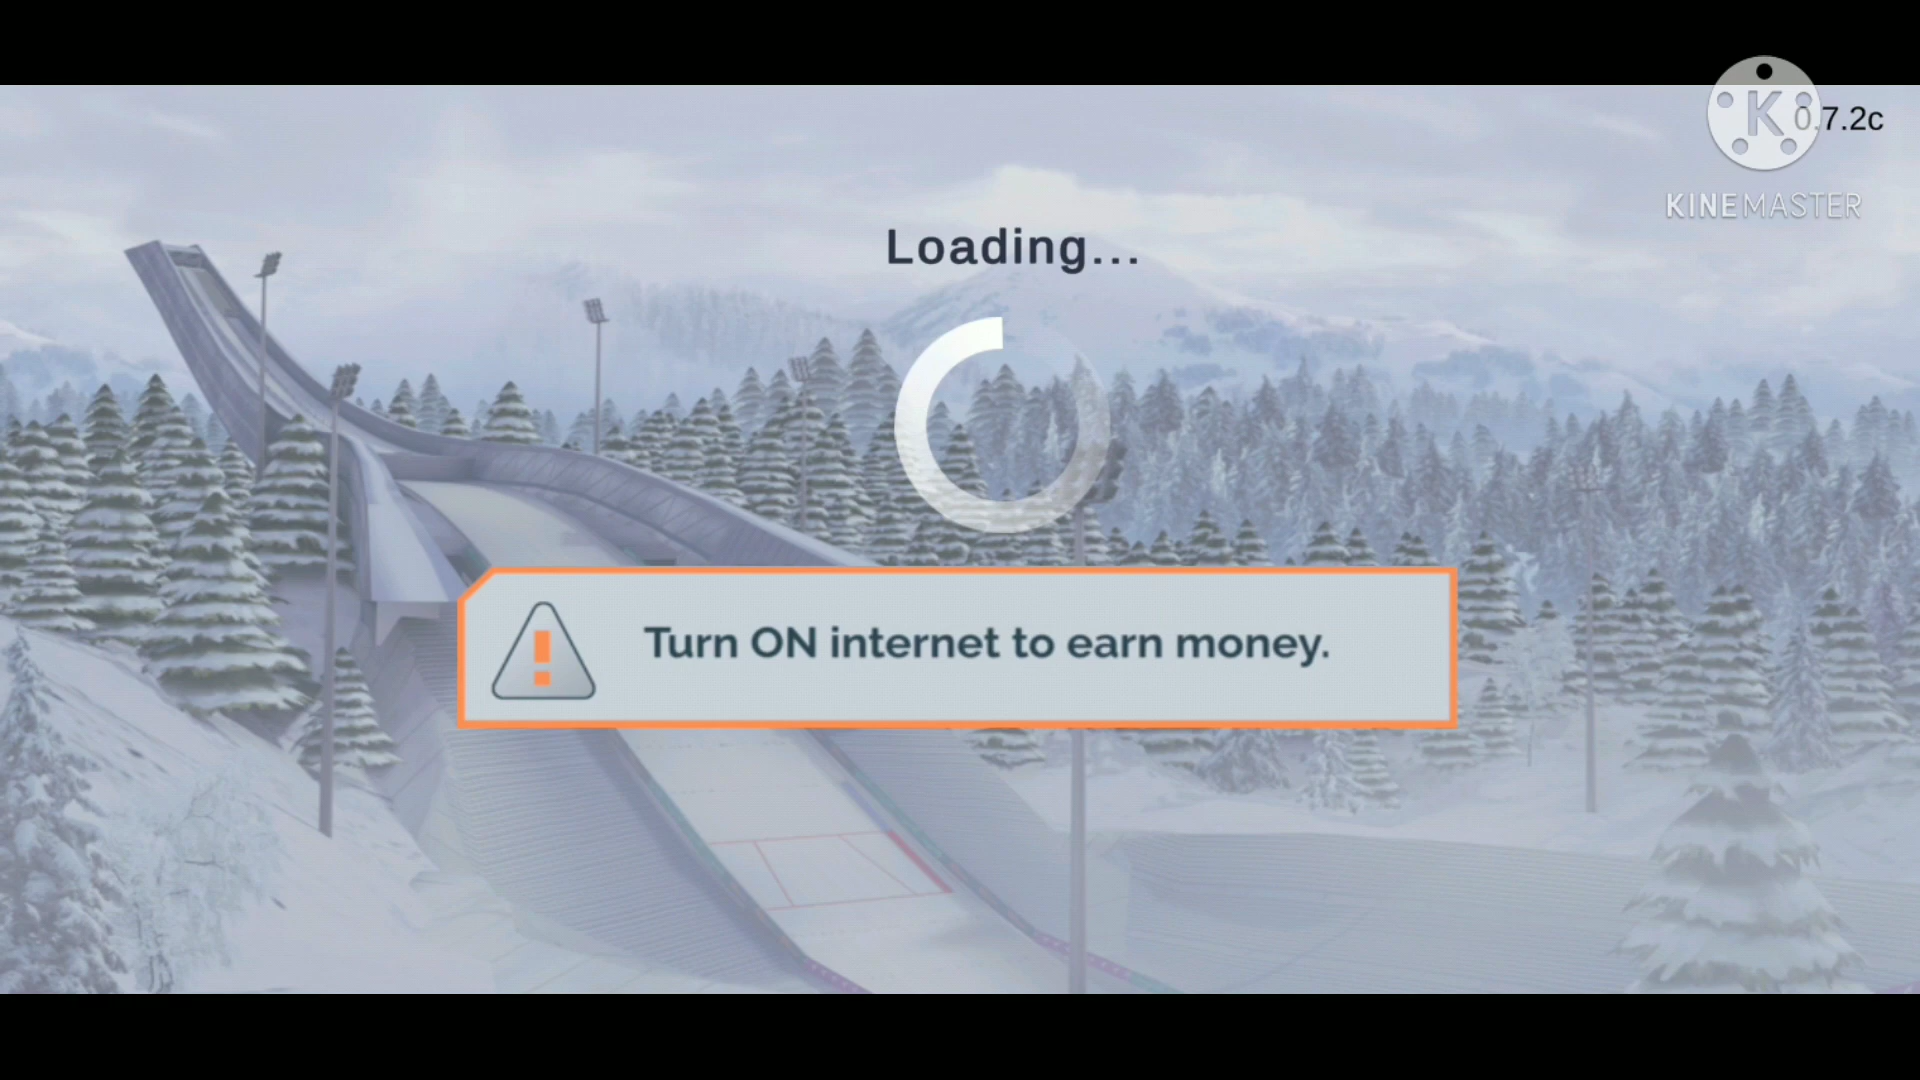 K
0.7.2c
KINEMASTER
Loading...
Turn ON internet to earn money.